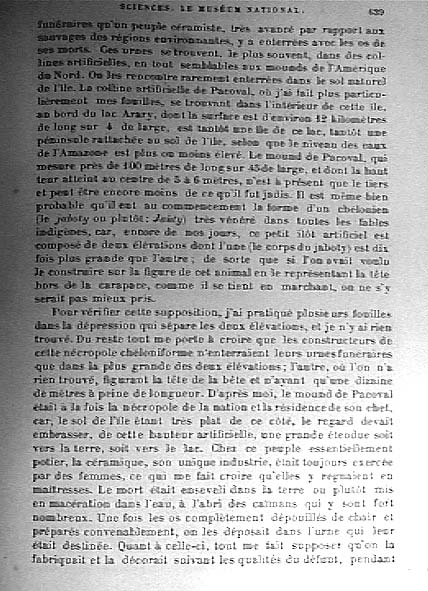 SCIENCES. LE MUSÉUM NATIONAL. 639
funéraires qu'un peuple céramiste, très avancé par rapport aux
sauvages des régions environnantes, y a enterrées avec les os de
ses morts. Ces urnes se trouvent, le plus souvent, dans des col-
lines artificielles, en tout semblables aux mounds de l'Amérique
du Nord. On les rencontre rarement enterrées dans le sol naturel
de l'île. La colline artificielle de Pacoval, où j'ai fait plus particu-
lièrement mes fouilles, se trouvant dans l'intérieur de cette île,
au bord du lac Arary, dont la surface est d'environ 12 kilomètres
de long sur 4 de large, est tantôt une île de ce lac, tantôt une
péninsule rattachée au sol de l'île, selon que le niveau des eaux
de l'Amazone est plus ou moins élevé. Le mound de Pacoval, qui
mesure près de 100 mètres de long sur 45 de large, et dont la hau
teur atteint au centre de 5 à 6 mètres, n'est à présent que le tiers
et peut être encore moins de ce qu'il fut jadis. Il est même bien
probable qu'il eut au commencement la forme d'un chélonien
(le jaboty ou plutôt : ) très vénéré dans toutes les fables
indigènes, car, encore de nos jours, ce petit îlôt artificiel est
composé de deux élévations dont l'une (le corps du jaboty) est dix
fois plus grande que l'autre ; de sorte que si l'on avait voulu
le construire sur la figure de cet animal en le représentant la tête
hors de la carapace, comme il se tient en marchant, on ne s'y
serait pas mieux pris.
Pour vérifier cette supposition, j'ai pratiqué plusieurs fouilles
dans la dépression qui sépare les deux élévations, et je n'y ai rien
trouvé. Du reste tout me porte à croire que les constructeurs de
cette nécropole chéloniforme n'enterraient leurs urnes funéraires
que dans la plus grande des deux élévations ; l'autre, où l'on n'a
rien trouvé, figurant la tête de la bête et n'ayant qu'une dizaine
de mètres à peine de longueur. D'après moi, le mound de Pacoval
était à la fois la nécropole de la nation et la résidence de son chef,
car, le sol de l'île étant très plat de ce côté, le regard devait
embrasser, de cette hauteur artificielle, une grande étendue soit
vers la terre, soit vers le lac. Chez ce peuple essentiellement
potier, la céramique, son unique industrie, était toujours exercée
par des femmes, ce qui me fait croire qu'elles y régnaient en
maîtresses. Le mort était enseveli dans la terre ou plutôt mis
en macération dans l'eau, à l'abri des caïmans qui y sont fort
nombreux. Une fois les os complètement dépouillés de chair et
préparés convenablement, on les déposait dans l'urne qui leur
était destinée. Quant à celle-ci, tout me fait supposer qu'on la
fabriquait et la décorait suivant les qualités du défunt, pendant